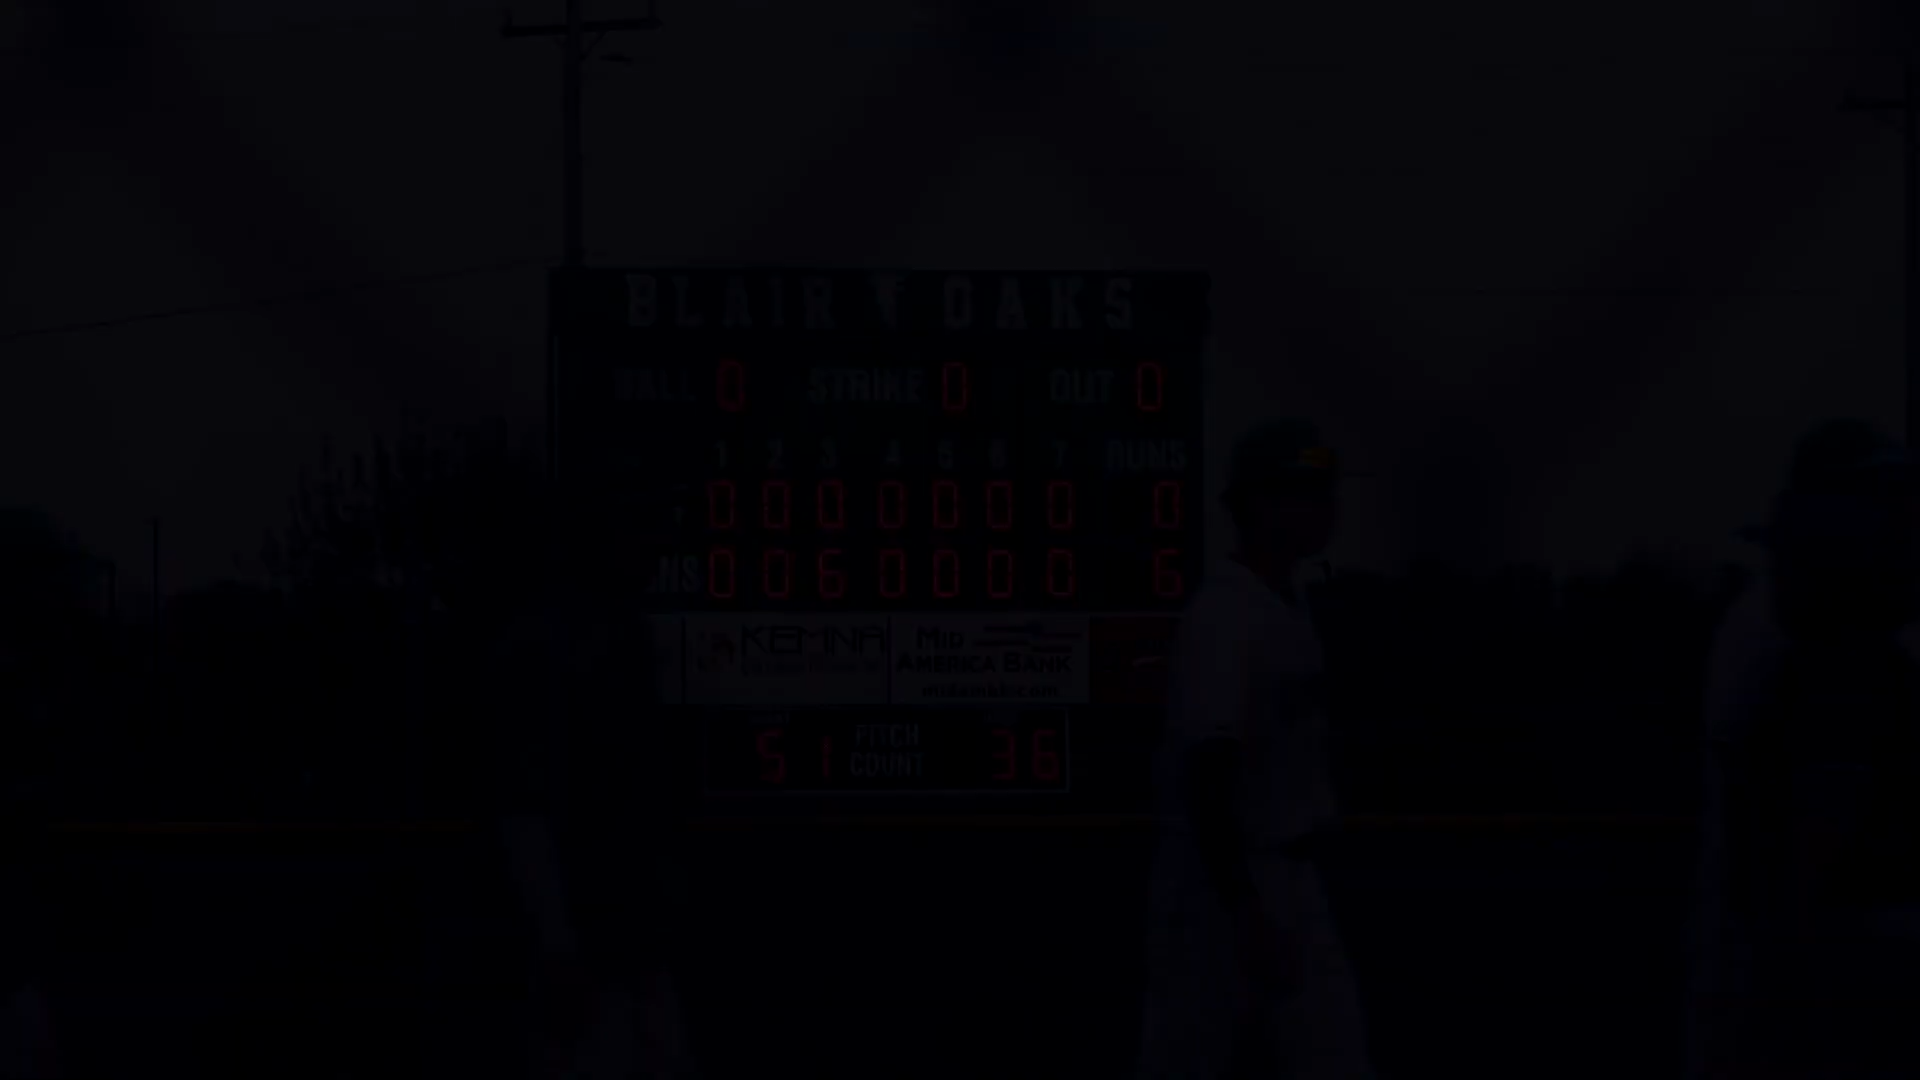 BLAIR OAKS
BALL 0 STRIKE 0 OUT 0
1 2 3 4 5 6 7 RUNS
0 0 0 0 0 0 0 0
0 0 6 0 0 0 0 6
KEMNA
MID
AMERICA BANK
51 PITCH COUNT 36